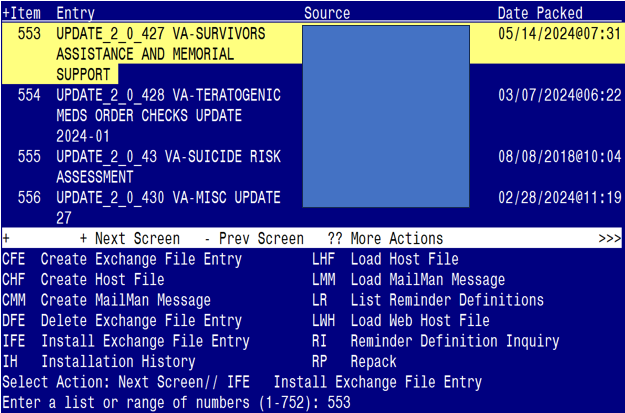 +Item  Entry  Source  Date Packed
553  UPDATE_2_0_427 VA-SURVIVORS  05/14/2024@07:31
ASSISTANCE AND MEMORIAL
SUPPORT
554  UPDATE_2_0_428 VA-TERATOGENIC  03/07/2024@06:22
MEDS ORDER CHECKS UPDATE
2024-01
555  UPDATE_2_0_43 VA-SUICIDE RISK  08/08/2018@10:04
ASSESSMENT
556  UPDATE_2_0_430 VA-MISC UPDATE  02/28/2024@11:19
27
+  + Next Screen  - Prev Screen  ?? More Actions  >>>
CFE  Create Exchange File Entry  LHF  Load Host File
CHF  Create Host File  LMM  Load MailMan Message
CMM  Create MailMan Message  LR  List Reminder Definitions
DFE  Delete Exchange File Entry  LWH  Load Web Host File
IFE  Install Exchange File Entry  RI  Reminder Definition Inquiry
IH  Installation History  RP  Repack
Select Action: Next Screen// IFE  Install Exchange File Entry
Enter a list or range of numbers (1-752): 553